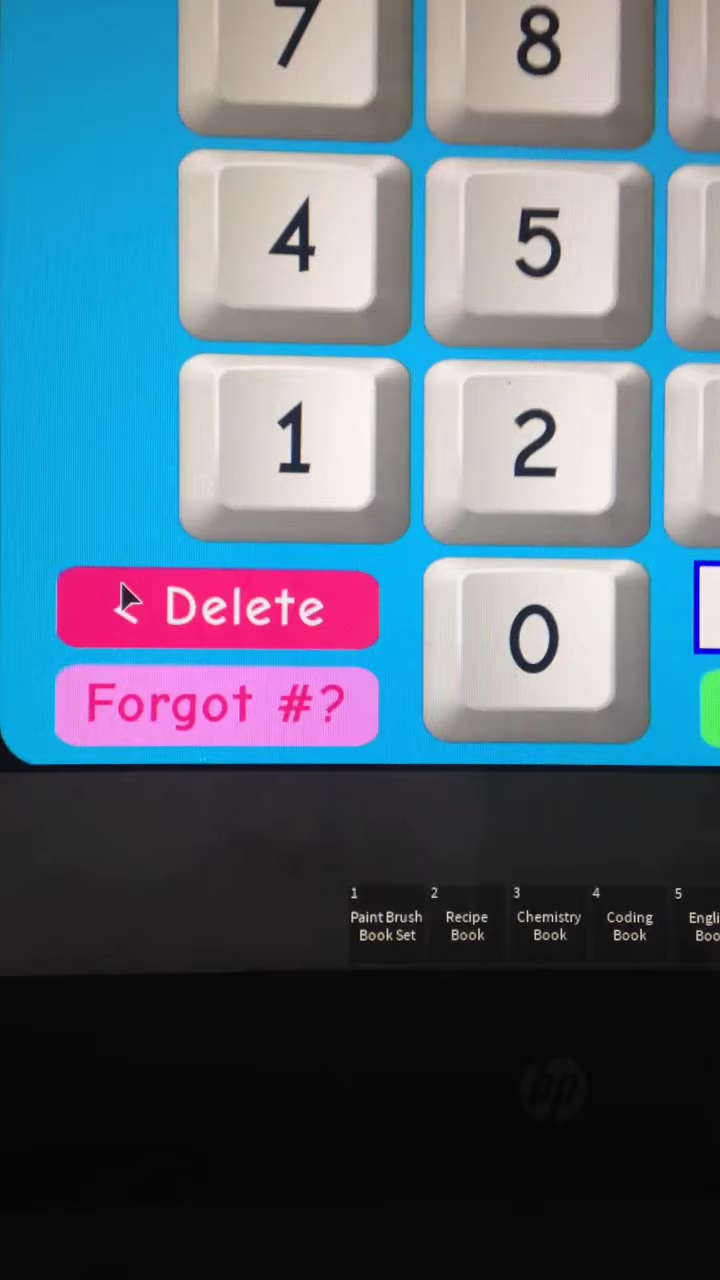 7 8
4 5
1 2
< Delete
0
Forgot #?
1 2 3 4 5
Paint Brush Book Set
Recipe Book
Chemistry Book
Coding Book
hp